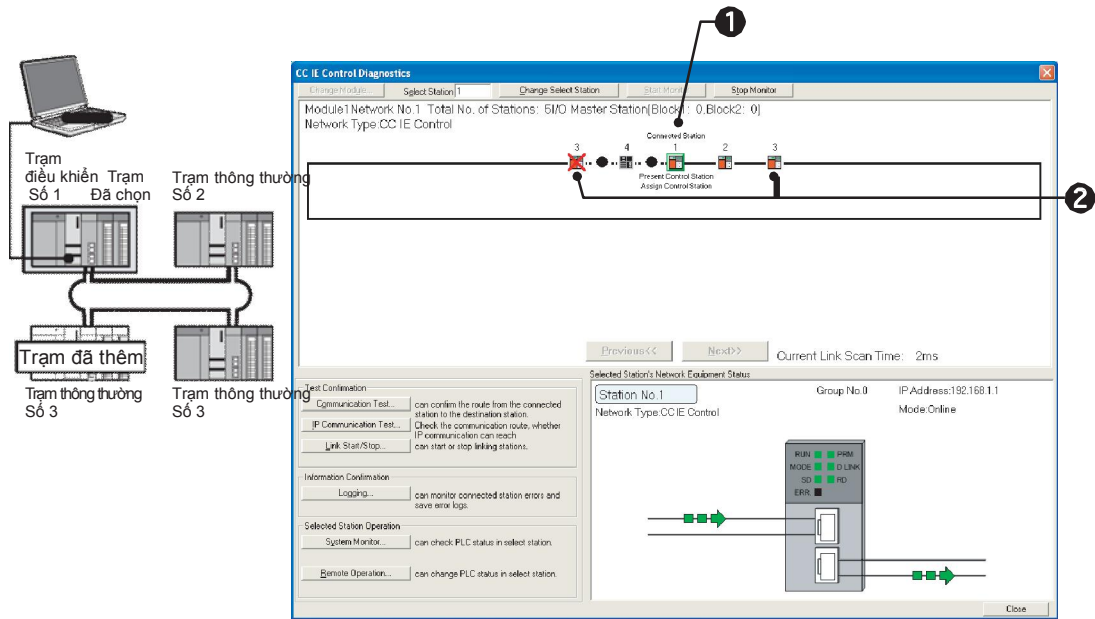 1
CC IE Control Diagnostics
Change Module...
Select Station
1
Change Select Station
Start Monitor
Stop Monitor
Module1Network No.1 Total No. of Stations: 5I/O Master Station[Block1: 0.Block2: 0]
Network Type:CC IE Control
Connected Station
3 4 1 2 3
Present Control Station
Assign Control Station
2
Trạm
điều khiển Trạm
Số 1 Đã chọn
Trạm thông thường
Số 2
Trạm đã thêm
Trạm thông thường
Số 3
Trạm thông thường
Số 3
Previous<<
Next>>
Current Link Scan Time: 2ms
Test Confirmation
Communication Test...
can confirm the route from the connected
station to the destination station.
IP Communication Test...
Check the communication route, whether
IP communication can reach
Link Start/Stop...
can start or stop linking stations.
Information Confirmation
Logging...
can monitor connected station errors and
save error logs.
Selected Station Operation
System Monitor...
can check PLC status in select station.
Remote Operation...
can change PLC status in select station.
Selected Station's Network Equipment Status
Station No.1
Group No.0
IP Address:192.168.1.1
Network Type:CC IE Control
Mode:Online
RUN PRM
MODE D LINK
SD RD
ERR.
Close